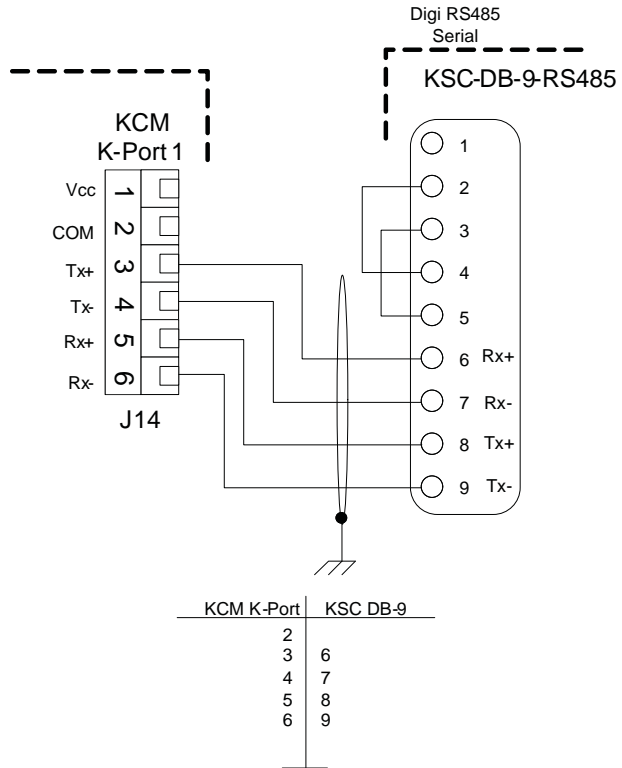 Digi RS485
Serial
KSC-DB-9-RS485
KCM
K-Port 1
Vcc 1
COM 2
Tx+ 3
Tx- 4
Rx+ 5
Rx- 6
J14
1
2
3
4
5
6 Rx+
7 Rx-
8 Tx+
9 Tx-
KCM K-Port KSC DB-9
2
3 6
4 7
5 8
6 9